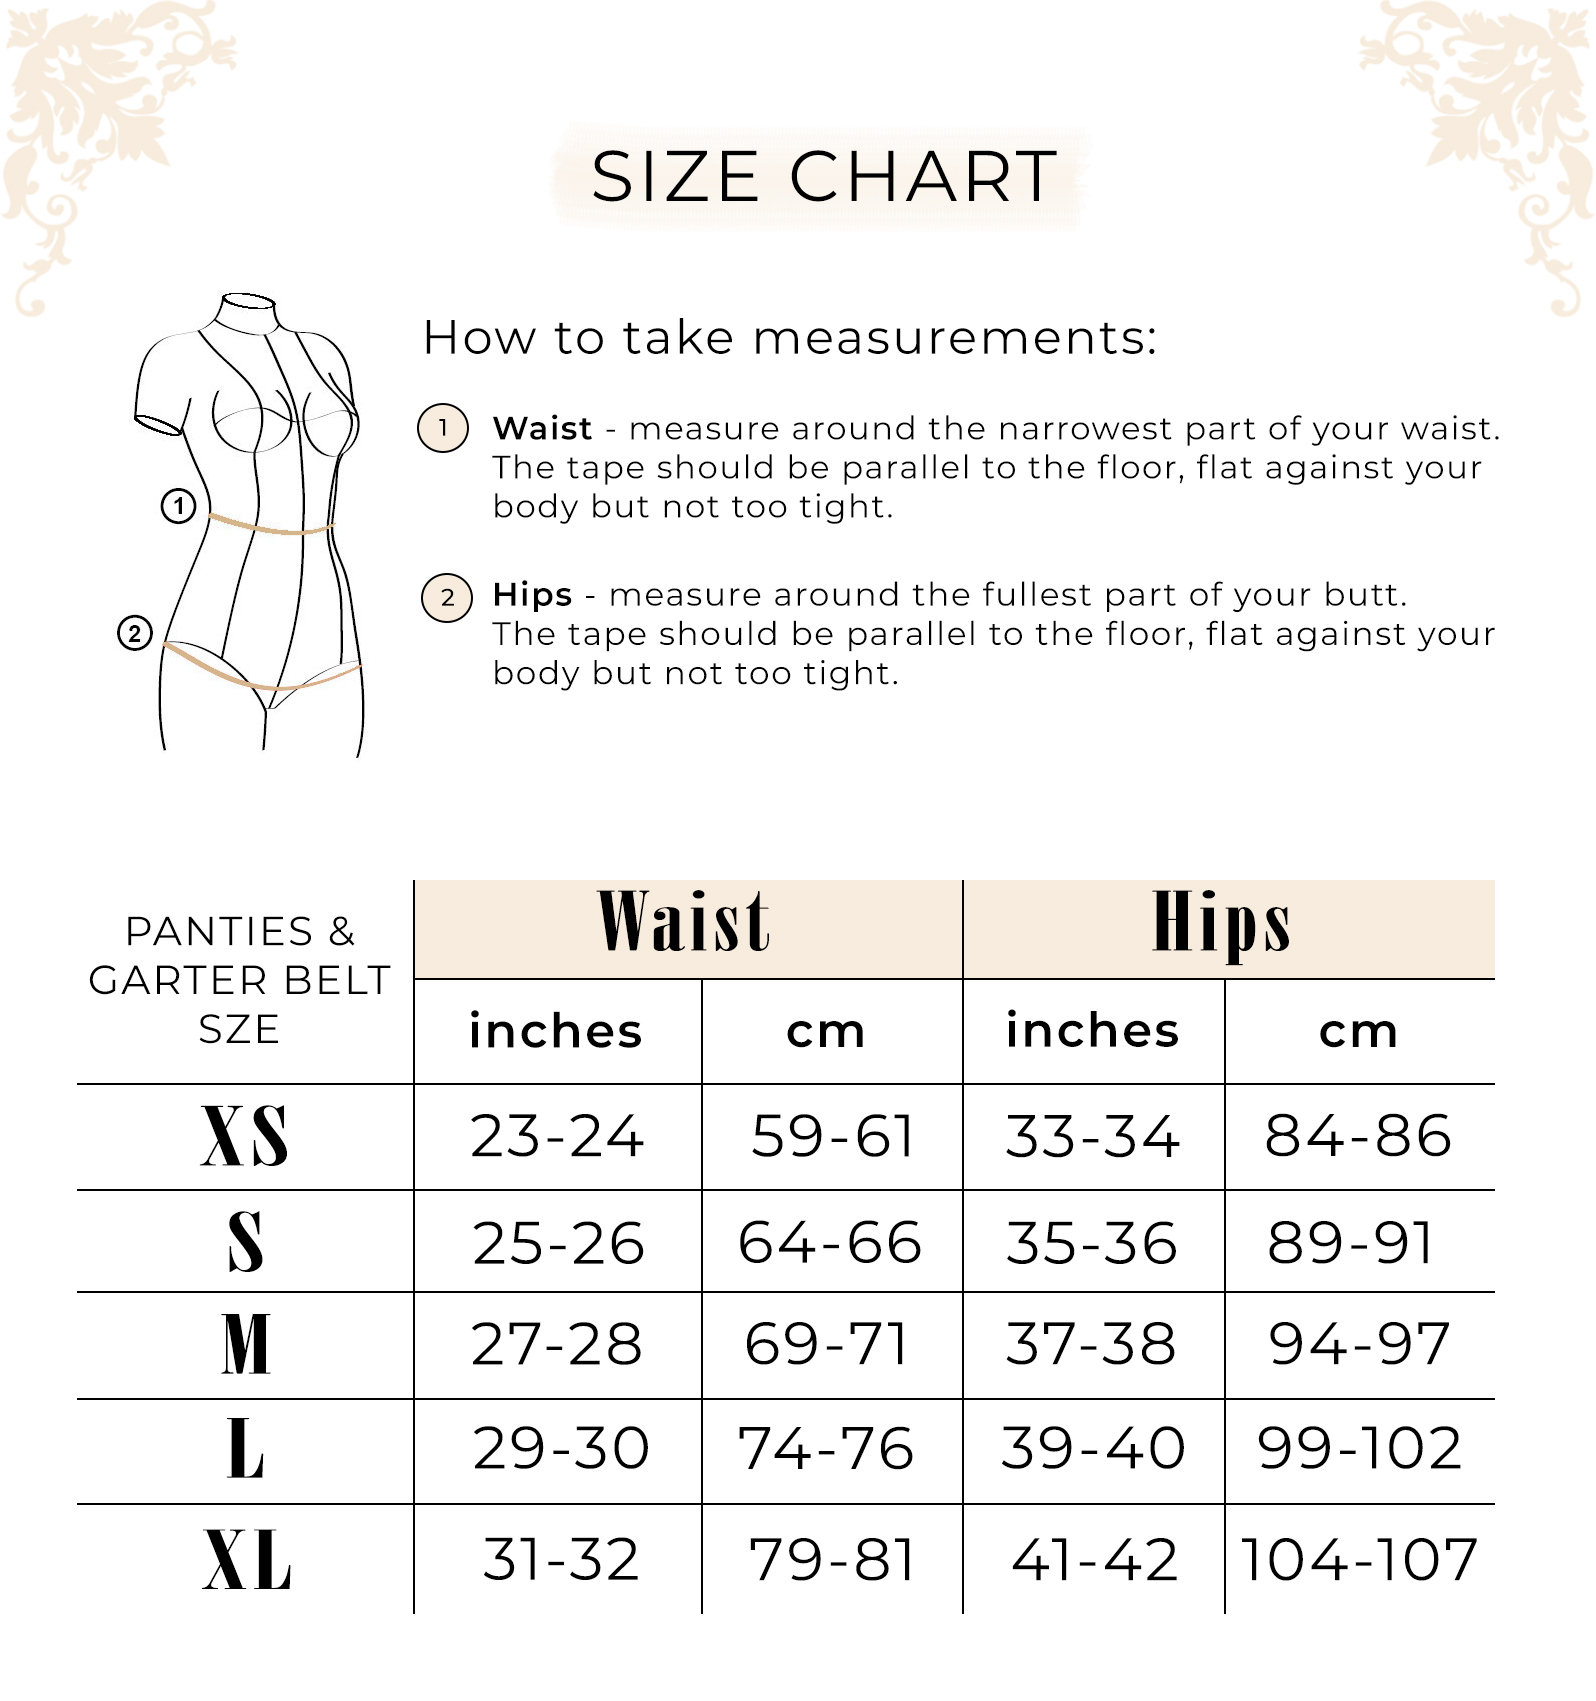 SIZE CHART
How to take measurements:
1 Waist - measure around the narrowest part of your waist.
The tape should be parallel to the floor, flat against your
body but not too tight.
1
2 Hips - measure around the fullest part of your butt.
The tape should be parallel to the floor, flat against your
body but not too tight.
2
PANTIES &
GARTER BELT
SZE
Waist Hips
inches cm inches cm
XS 23-24 59-61 33-34 84-86
S 25-26 64-66 35-36 89-91
M 27-28 69-71 37-38 94-97
L 29-30 74-76 39-40 99-102
XL 31-32 79-81 41-42 104-107